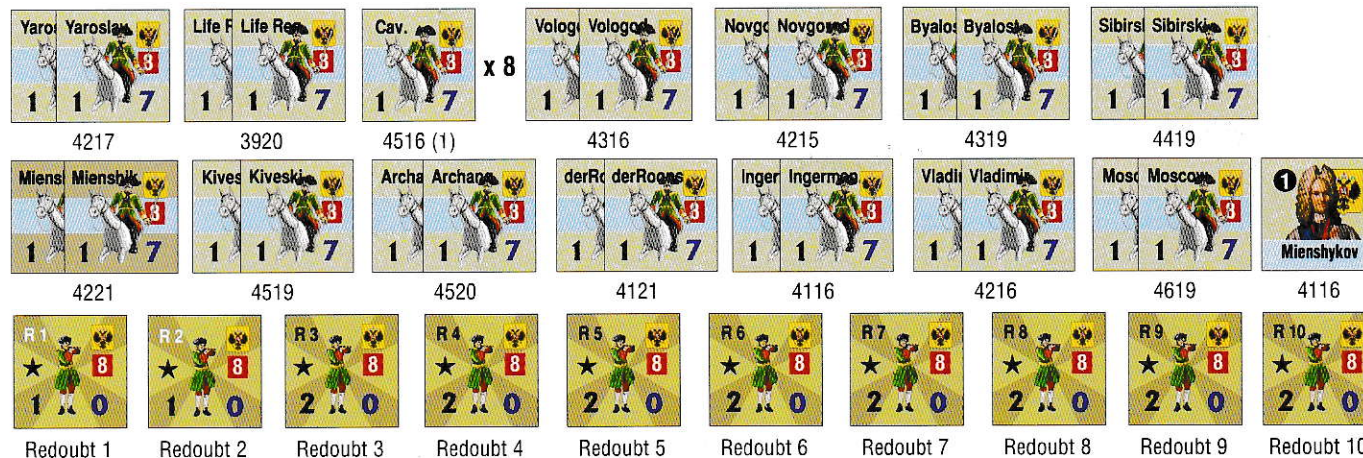 Yaros Yaroslav Life R Life Reg. Cav. Vologo Vologod. Novgo Novgorod Byalos Byalost. Sibirsk Sibirski
8 8 8 x 8 8 8 8 8
1 1 7 1 1 7 1 7 1 1 7 1 1 7 1 1 7 1 1 7
4217 3920 4516 (1) 4316 4215 4319 4419
Miensh Mienshik. Kivesk Kiveski Archa Archang. derRo derRoons Inger Ingerman. Vladi Vladimir Mosc Moscow 1
8 8 8 8 8 8 8
1 1 7 1 1 7 1 1 7 1 1 7 1 1 7 1 1 7 1 1 7 Mienshykov
4221 4519 4520 4121 4116 4216 4619 4116
R 1 R 2 R 3 R 4 R 5 R 6 R 7 R 8 R 9 R 10
★ 8 ★ 8 ★ 8 ★ 8 ★ 8 ★ 8 ★ 8 ★ 8 ★ 8 ★ 8
1 0 1 0 2 0 2 0 2 0 2 0 2 0 2 0 2 0 2 0
Redoubt 1 Redoubt 2 Redoubt 3 Redoubt 4 Redoubt 5 Redoubt 6 Redoubt 7 Redoubt 8 Redoubt 9 Redoubt 10